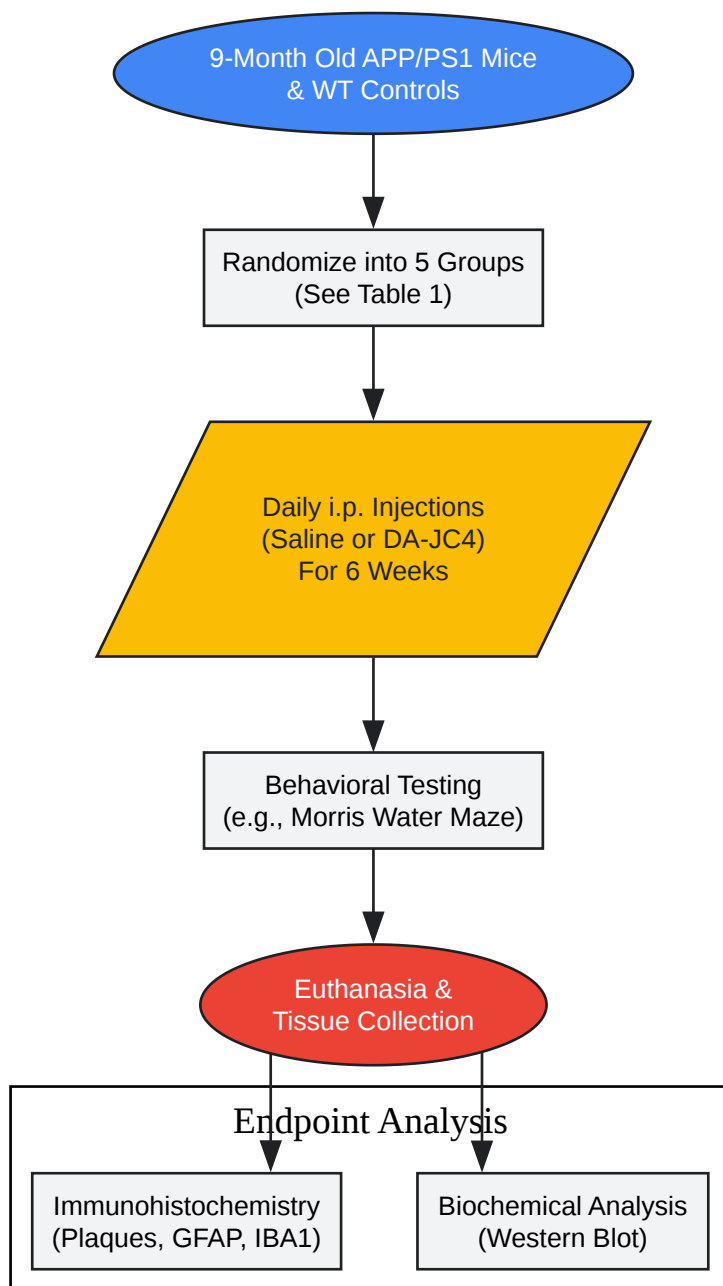 9-Month Old APP/PS1 Mice
& WT Controls
Randomize into 5 Groups
(See Table 1)
Daily i.p. Injections
(Saline or DA-JC4)
For 6 Weeks
Behavioral Testing
(e.g., Morris Water Maze)
Euthanasia &
Tissue Collection
Endpoint Analysis
Immunohistochemistry
(Plaques, GFAP, IBA1)
Biochemical Analysis
(Western Blot)